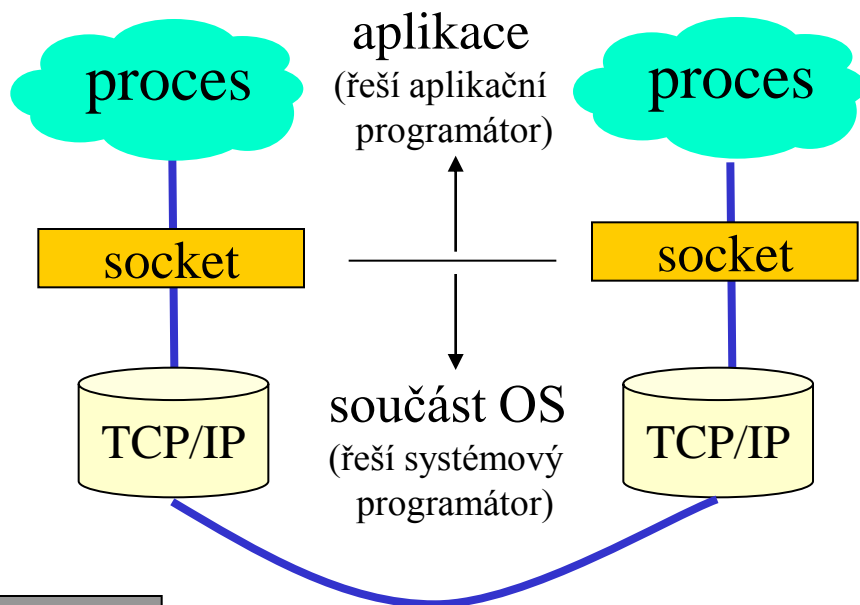 aplikace
(řeší aplikační
programátor)
proces
proces
socket
socket
TCP/IP
TCP/IP
součást OS
(řeší systémový
programátor)